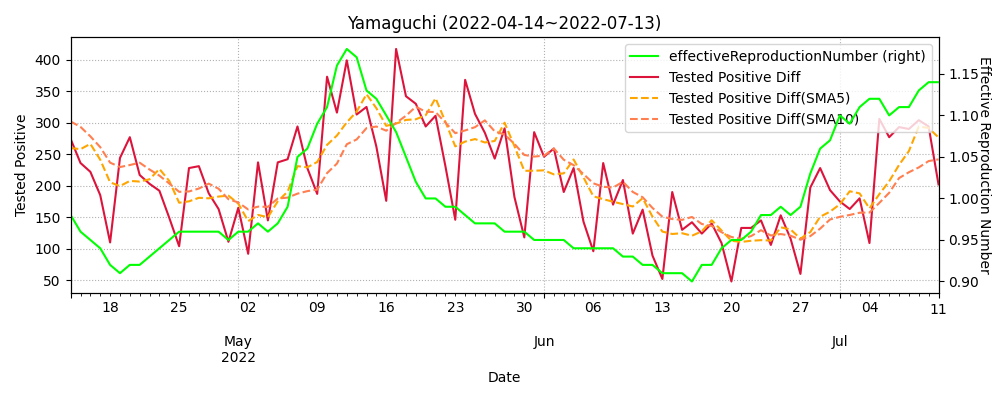 Yamaguchi (2022-04-14~2022-07-13)
effectiveReproductionNumber (right)
Tested Positive Diff
Tested Positive Diff(SMA5)
Tested Positive Diff(SMA10)
Tested Positive
400
350
300
250
200
150
100
50
Effective Reproduction Number
1.15
1.10
1.05
1.00
0.95
0.90
18 25 02 09 16 23 30 06 13 20 27 04 11
May Jun Jul
2022
Date